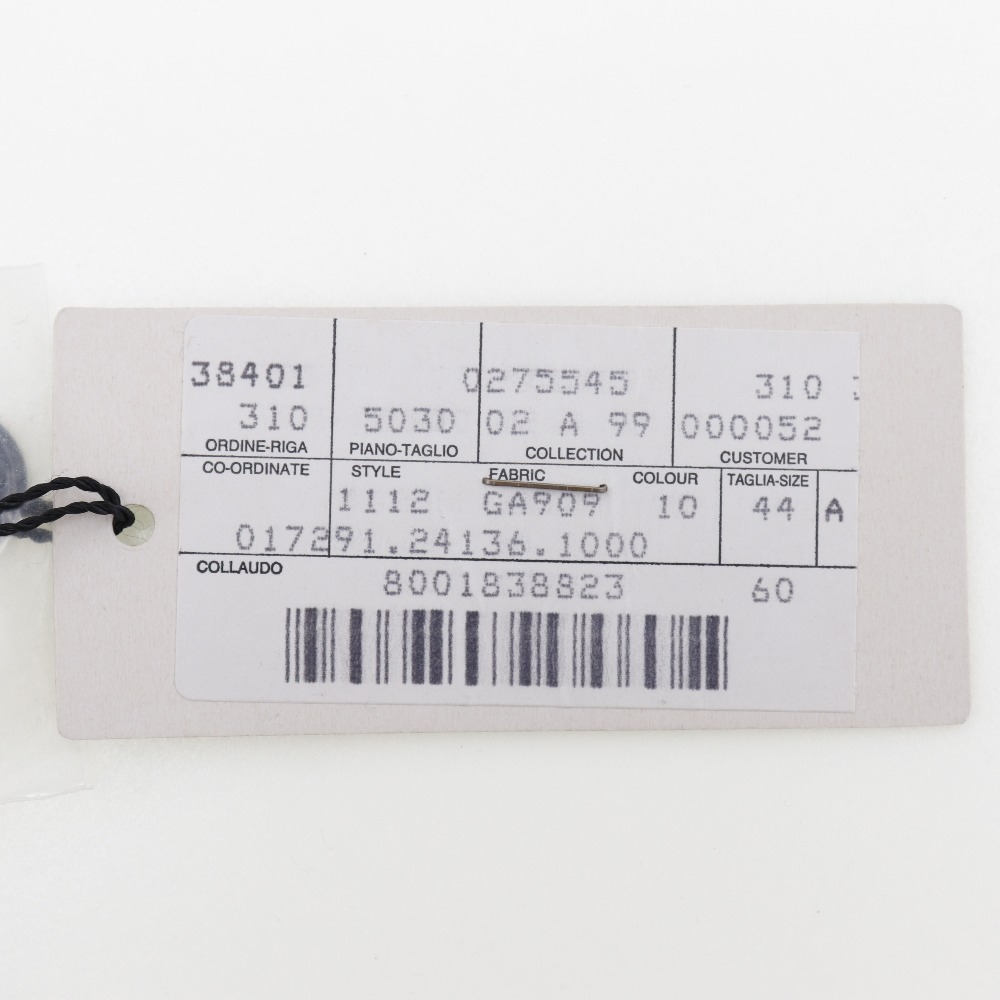 38401 0275545 310
310 5030 02 A 99 000052
ORDINE-RIGA PIANO-TAGLIO COLLECTION CUSTOMER
CO-ORDINATE STYLE FABRIC COLOUR TAGLIA-SIZE
1112 GA909 10 44 A
017291.24136.1000
COLLAUDO 8001838823 60